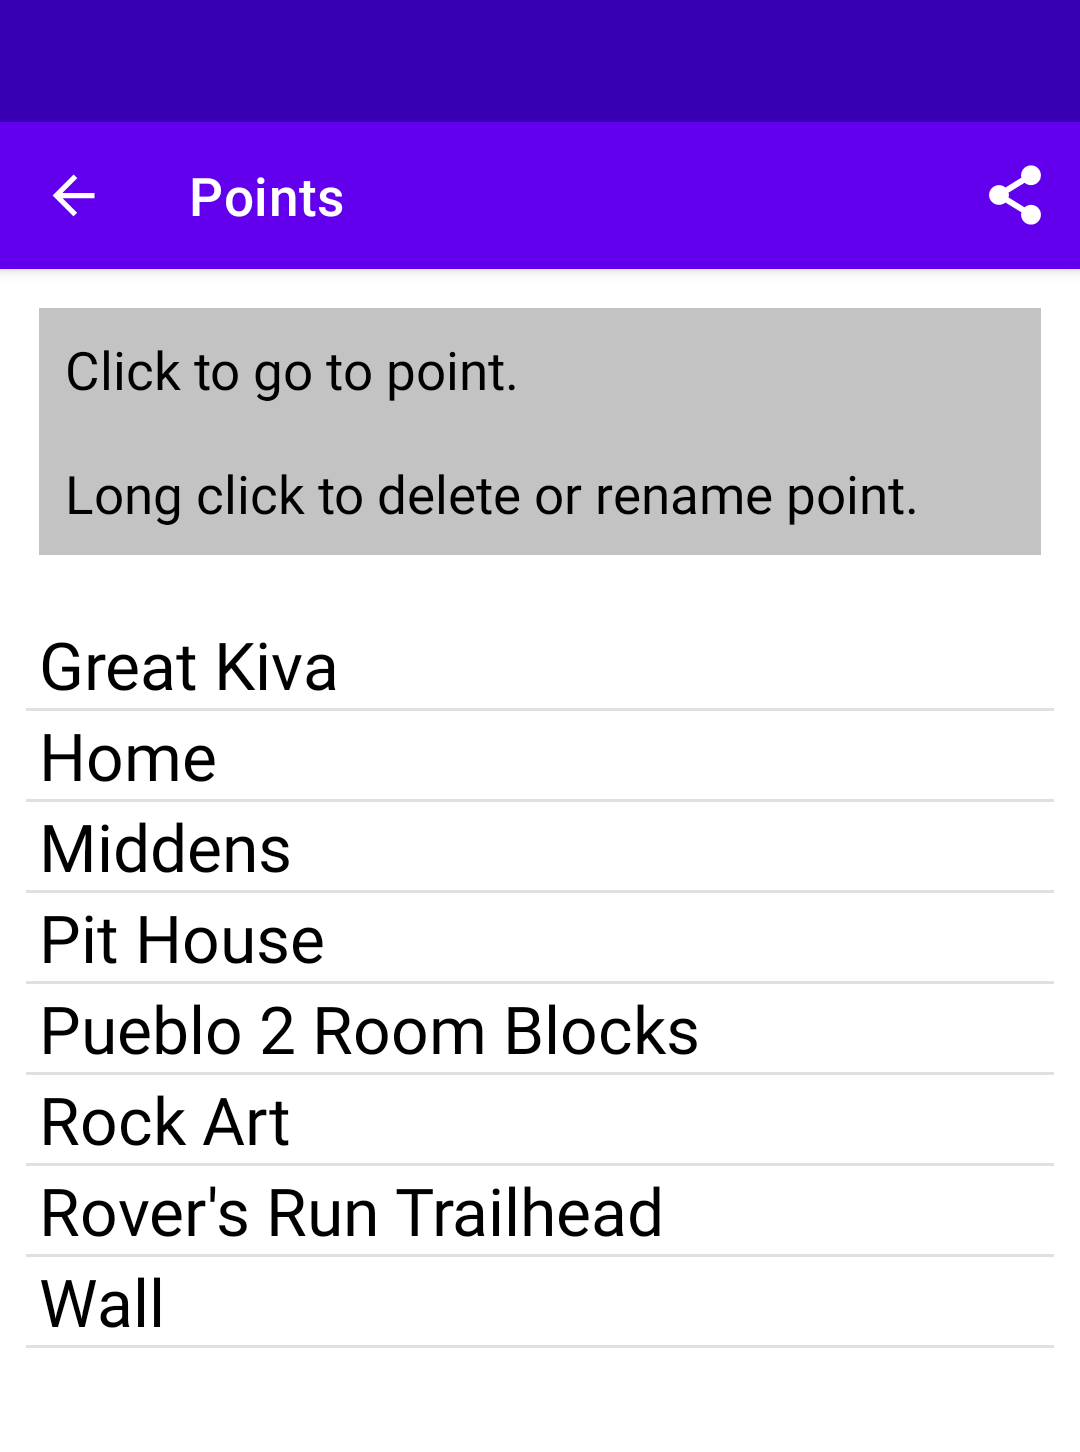 Points
Click to go to point.
Long click to delete or rename point.
Great Kiva
Home
Middens
Pit House
Pueblo 2 Room Blocks
Rock Art
Rover's Run Trailhead
Wall